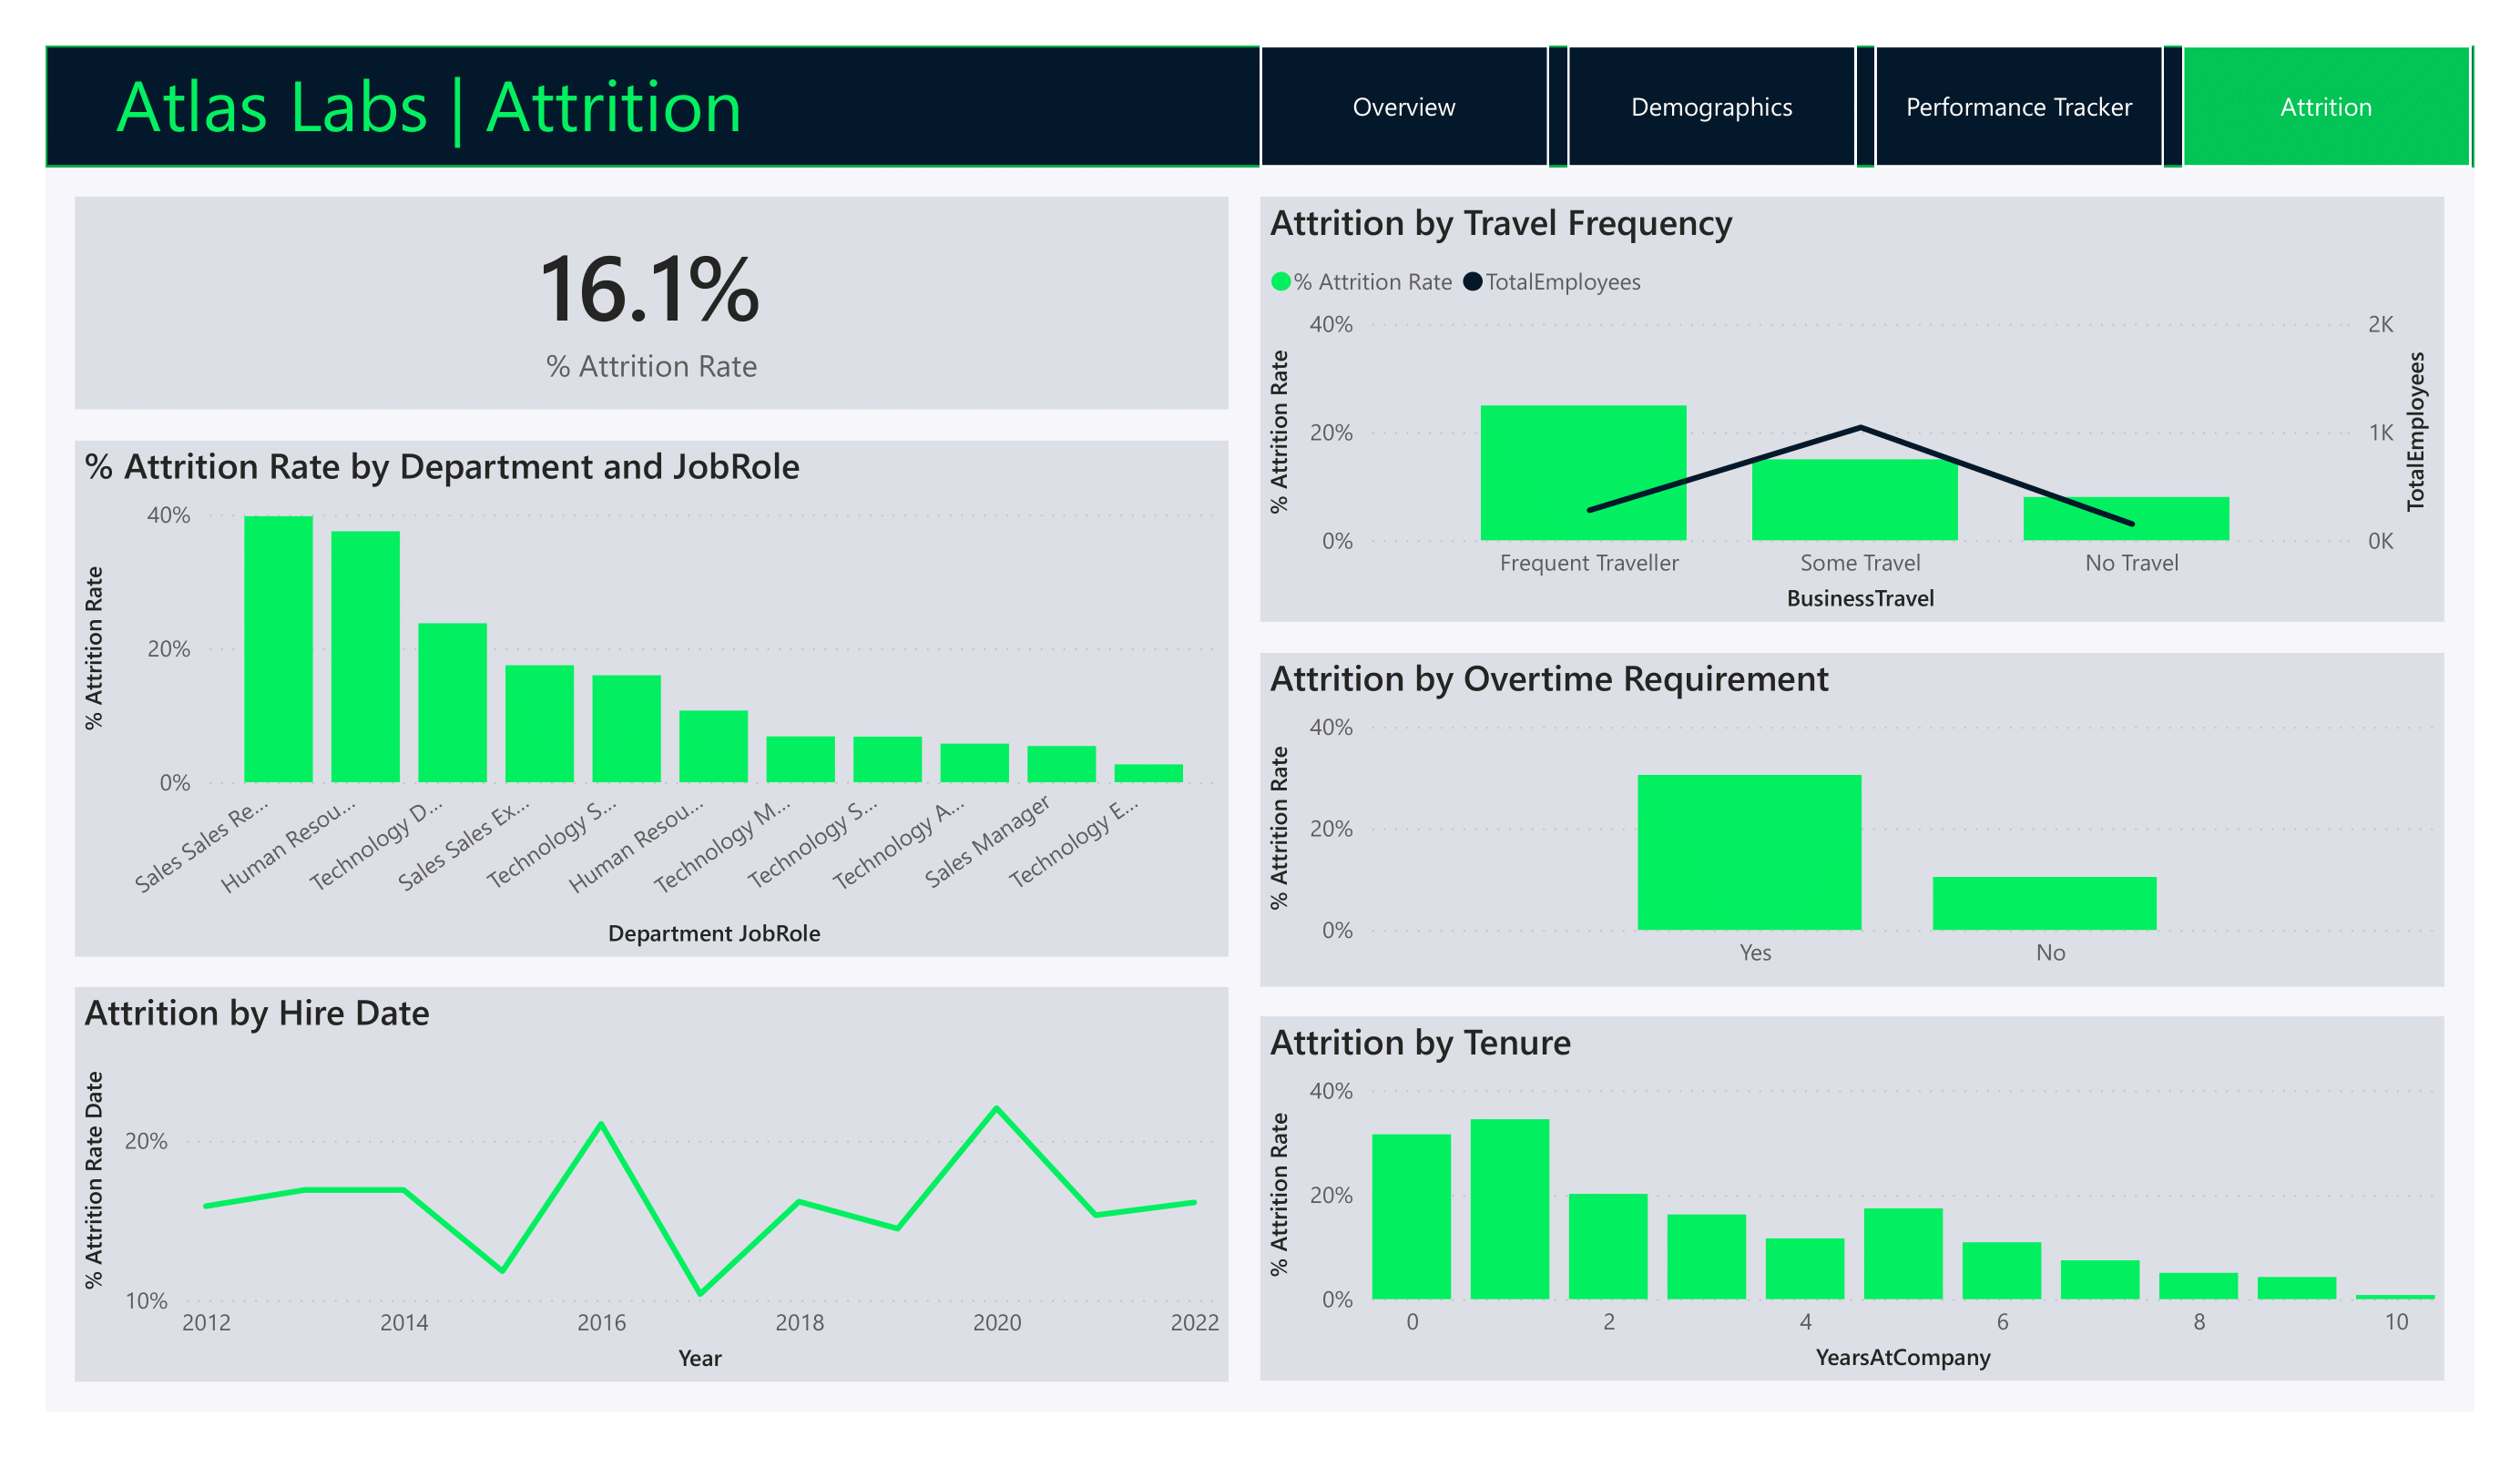 Atlas Labs | Attrition
Overview
Demographics
Performance Tracker
Attrition
16.1%
% Attrition Rate
% Attrition Rate by Department and JobRole
% Attrition Rate
40%
20%
0%
Sales Sales Re...
Human Resou...
Technology D...
Sales Sales Ex...
Technology S...
Human Resou...
Technology M...
Technology S...
Technology A...
Sales Manager
Technology E...
Department JobRole
Attrition by Hire Date
% Attrition Rate Date
20%
10%
2012
2014
2016
2018
2020
2022
Year
Attrition by Travel Frequency
% Attrition Rate
TotalEmployees
% Attrition Rate
40%
20%
0%
2K
1K
0K
TotalEmployees
Frequent Traveller
Some Travel
No Travel
BusinessTravel
Attrition by Overtime Requirement
% Attrition Rate
40%
20%
0%
Yes
No
Attrition by Tenure
% Attrition Rate
40%
20%
0%
0
2
4
6
8
10
YearsAtCompany